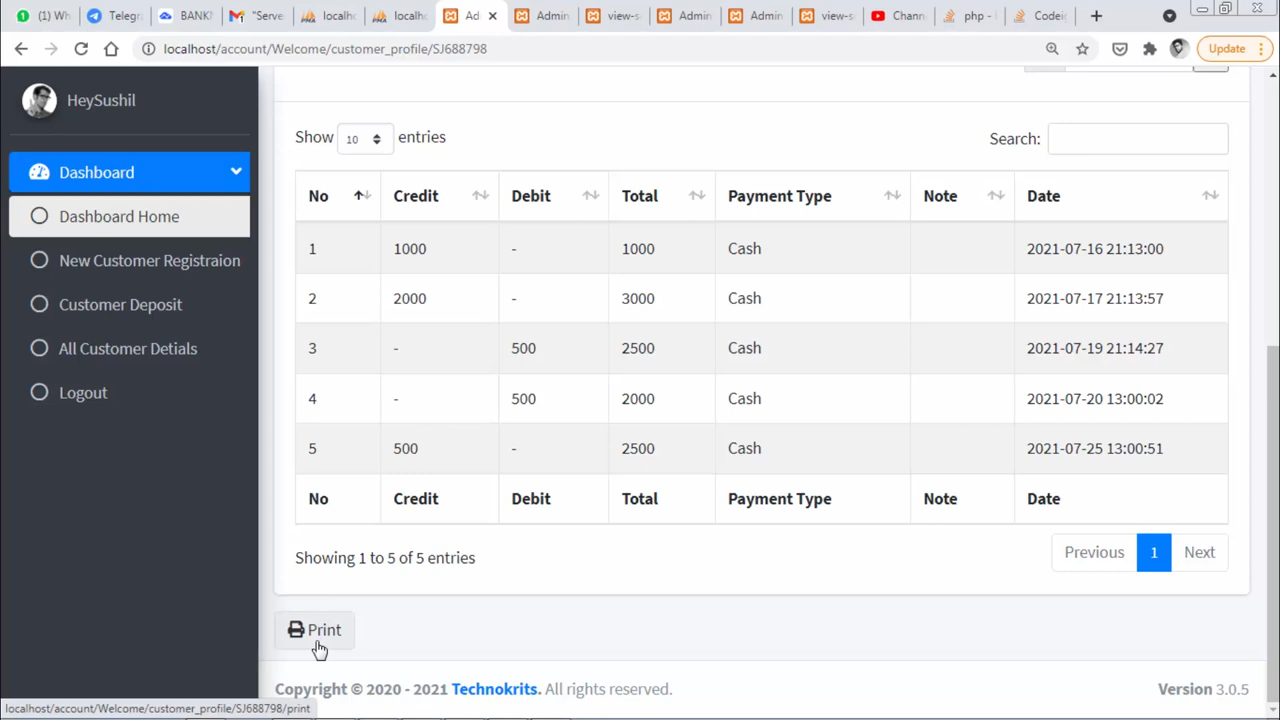 (1) Wh
Telegra
BANKN
"Serve
localho
localho
Ad
Admin
view-s
Admin
Admin
view-s
Chann
php -
Codeig
localhost/account/Welcome/customer_profile/SJ688798
Update
HeySushil
Dashboard
Dashboard Home
New Customer Registraion
Customer Deposit
All Customer Detials
Logout
Show 10 entries
Search:
No Credit Debit Total Payment Type Note Date
1 1000 - 1000 Cash 2021-07-16 21:13:00
2 2000 - 3000 Cash 2021-07-17 21:13:57
3 - 500 2500 Cash 2021-07-19 21:14:27
4 - 500 2000 Cash 2021-07-20 13:00:02
5 500 - 2500 Cash 2021-07-25 13:00:51
No Credit Debit Total Payment Type Note Date
Showing 1 to 5 of 5 entries
Previous 1 Next
Print
Copyright © 2020 - 2021 Technokrits. All rights reserved.
Version 3.0.5
localhost/account/Welcome/customer_profile/SJ688798/print